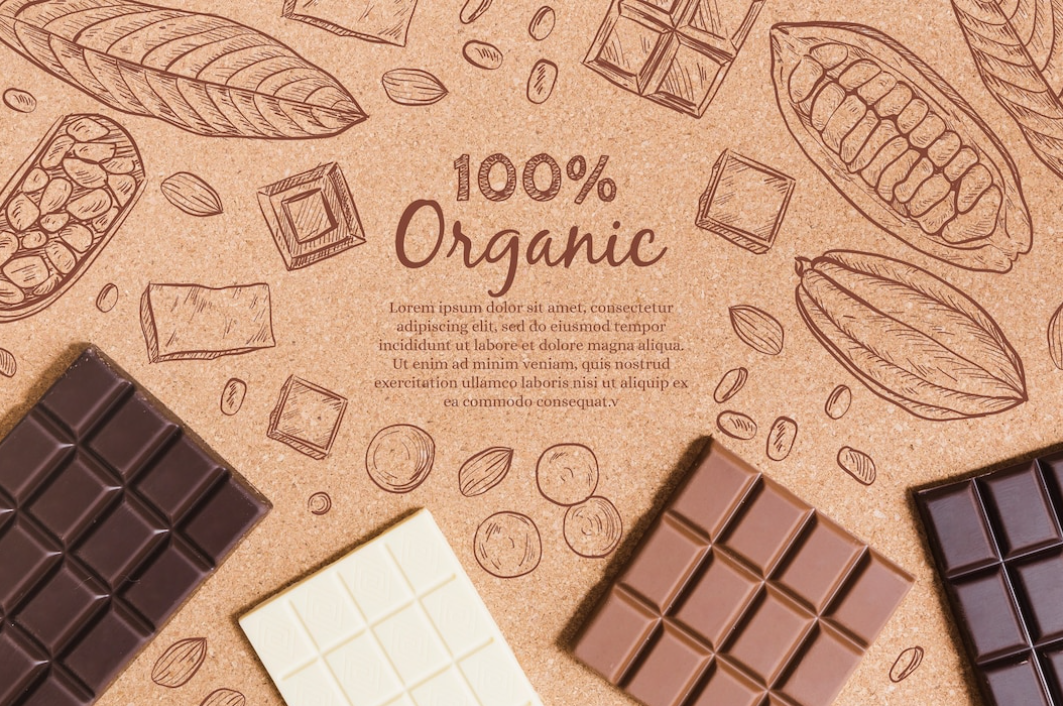 100%
Organic
Lorem ipsum dolor sit amet, consectetur
adipiscing elit, sed do eiusmod tempor
incididunt ut labore et dolore magna aliqua.
Ut enim ad minim veniam, quis nostrud
exercitation ullamco laboris nisi ut aliquip ex
ea commodo consequat.v